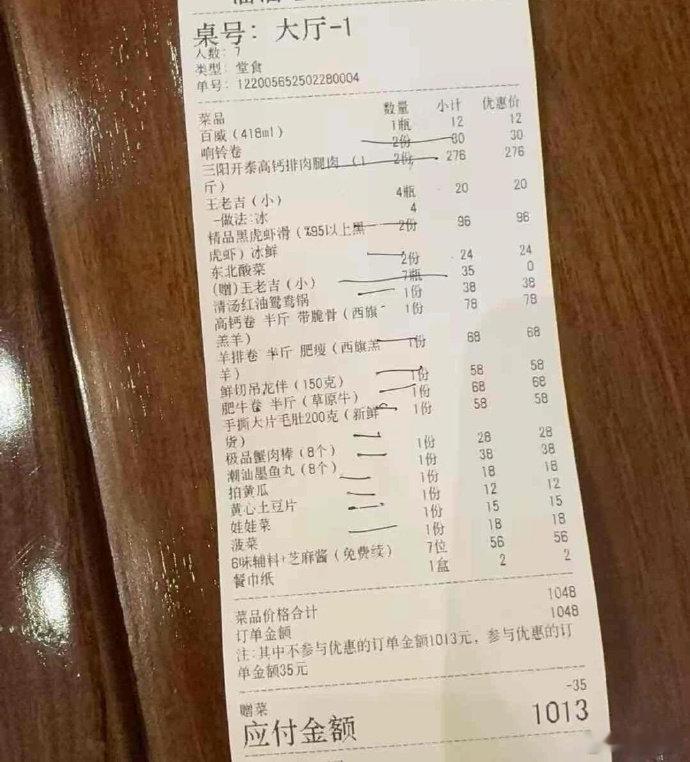 桌号: 大厅-1
人数: 7
类型: 堂食
单号: 122005652502280004
菜品 数量 小计 优惠价
百威(418ml) 1瓶 12 12
响铃卷 2份 30 30
三阳开泰高钙排肉腿肉 (1 2份 276 276
斤)
王老吉(小) 4瓶 20 20
-做法:冰 4
精品黑虎虾滑(%95以上黑 2份 96 96
虎虾)冰鲜
东北酸菜 2份 24 24
(赠)王老吉(小) 7瓶 35 0
清汤红油鸳鸯锅 1份 38 38
高钙卷 半斤 带脆骨(西旗 1份 78 78
羔羊)
羊排卷 半斤 肥瘦(西旗羔 1份 68 68
羊)
鲜切吊龙伴(150克) 1份 58 58
肥牛卷 半斤(草原牛) 1份 68 68
手撕大片毛肚200克(新鲜 1份 58 58
货)
极品蟹肉棒(8个) 1份 28 28
潮汕墨鱼丸(8个) 1份 38 38
拍黄瓜 1份 18 18
黄心土豆片 1份 12 12
娃娃菜 1份 15 15
菠菜 1份 18 18
6味辅料+芝麻酱(免费续) 7位 56 56
餐巾纸 1盒 2 2
菜品价格合计 1048
订单金额 1048
注:其中不参与优惠的订单金额1013元, 参与优惠的订
单金额35元
赠菜 -35
应付金额 1013